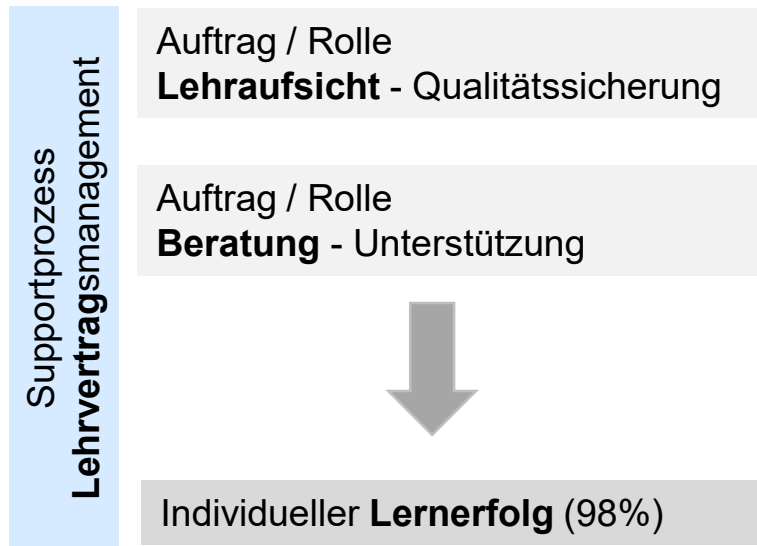 Supportprozess
Lehrvertragsmanagement
Auftrag / Rolle
Lehraufsicht - Qualitätssicherung
Auftrag / Rolle
Beratung - Unterstützung
Individueller Lernerfolg (98%)